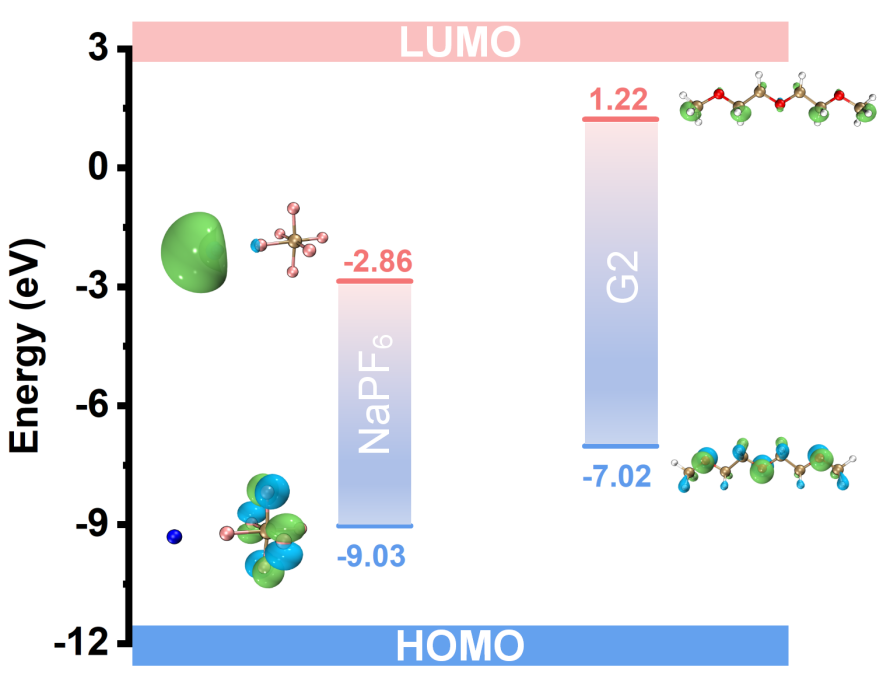 LUMO
3
0
-3
-6
-9
-12
Energy (eV)
-2.86
NaPF₆
-9.03
1.22
G2
-7.02
HOMO